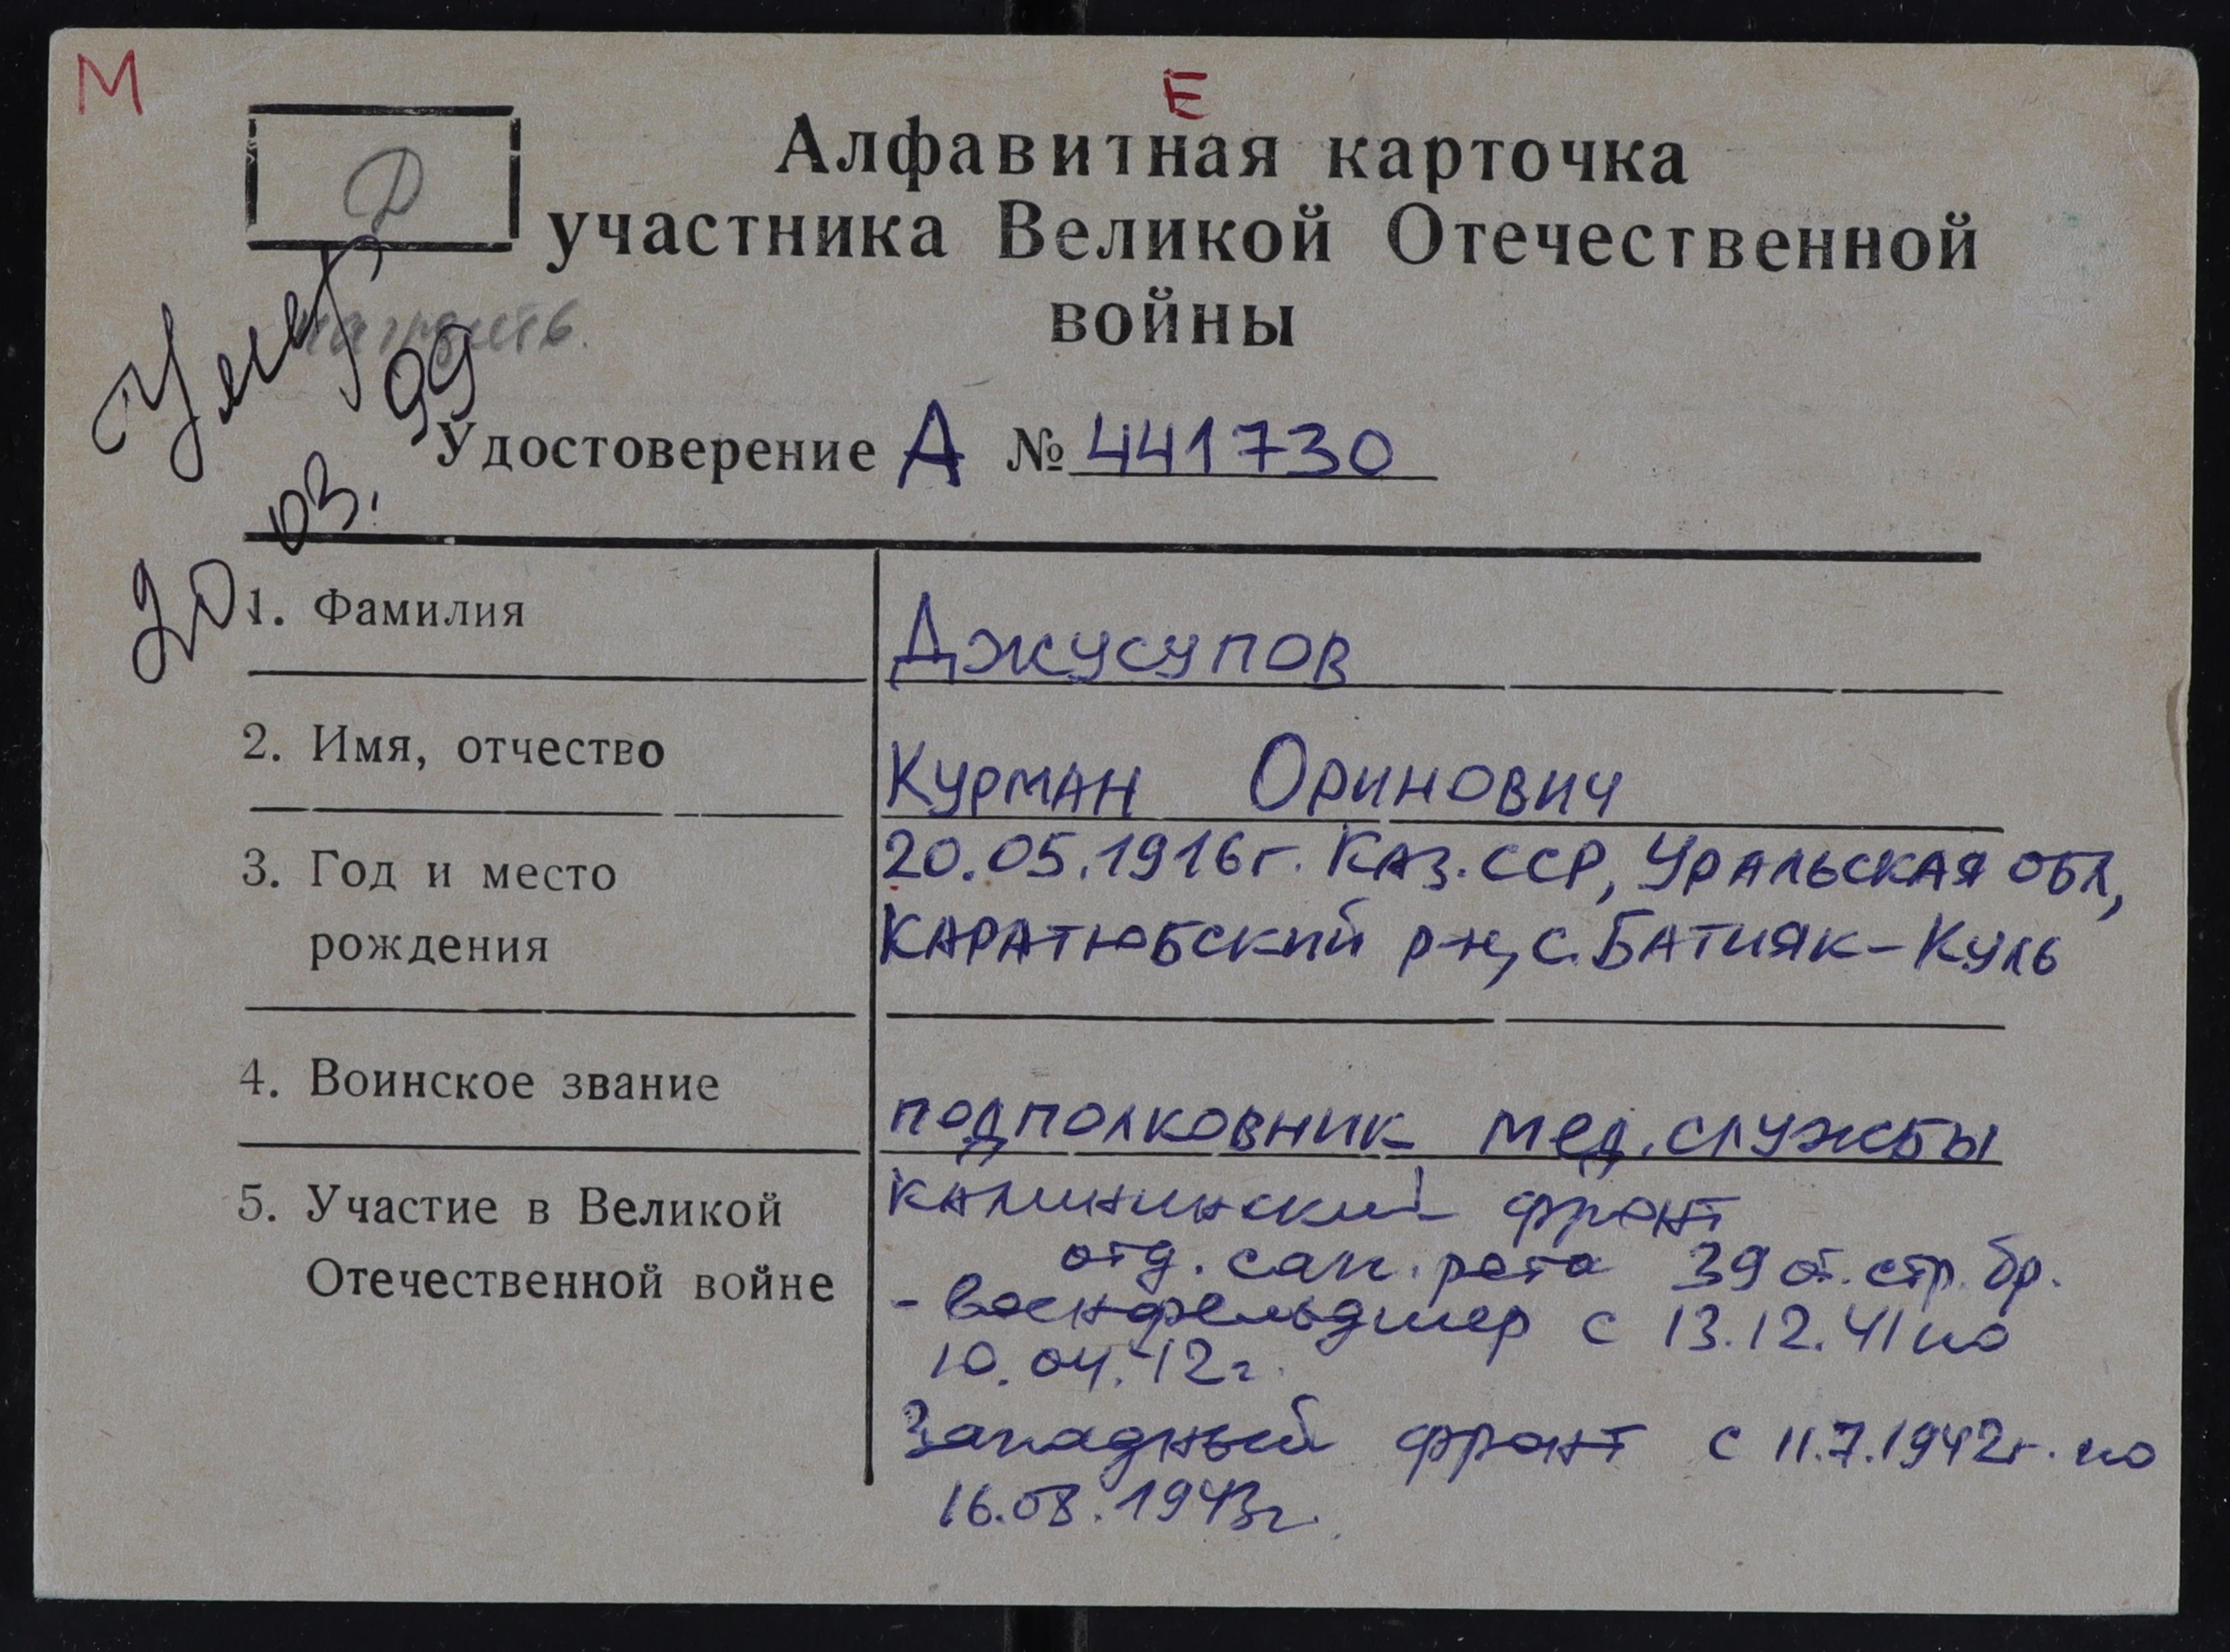 М
Е
Д
Алфавитная карточка
участника Великой Отечественной
войны
Умер
20.03.99
Удостоверение А № 441730
1. Фамилия
Джусупов
2. Имя, отчество
Курман Оринович
3. Год и место
рождения
20.05.1916г. Каз.ССР, Уральская обл,
Каратюбский р-н, с. Батияк-Куль
4. Воинское звание
подполковник мед. службы
5. Участие в Великой
Отечественной войне
Калининский фронт
отд. сан. рота 39 от. стр. бр.
- военфельдшер с 13.12.41 по
10.04.42г.
Западный фронт с 11.7.1942г. по
16.08.1943г.